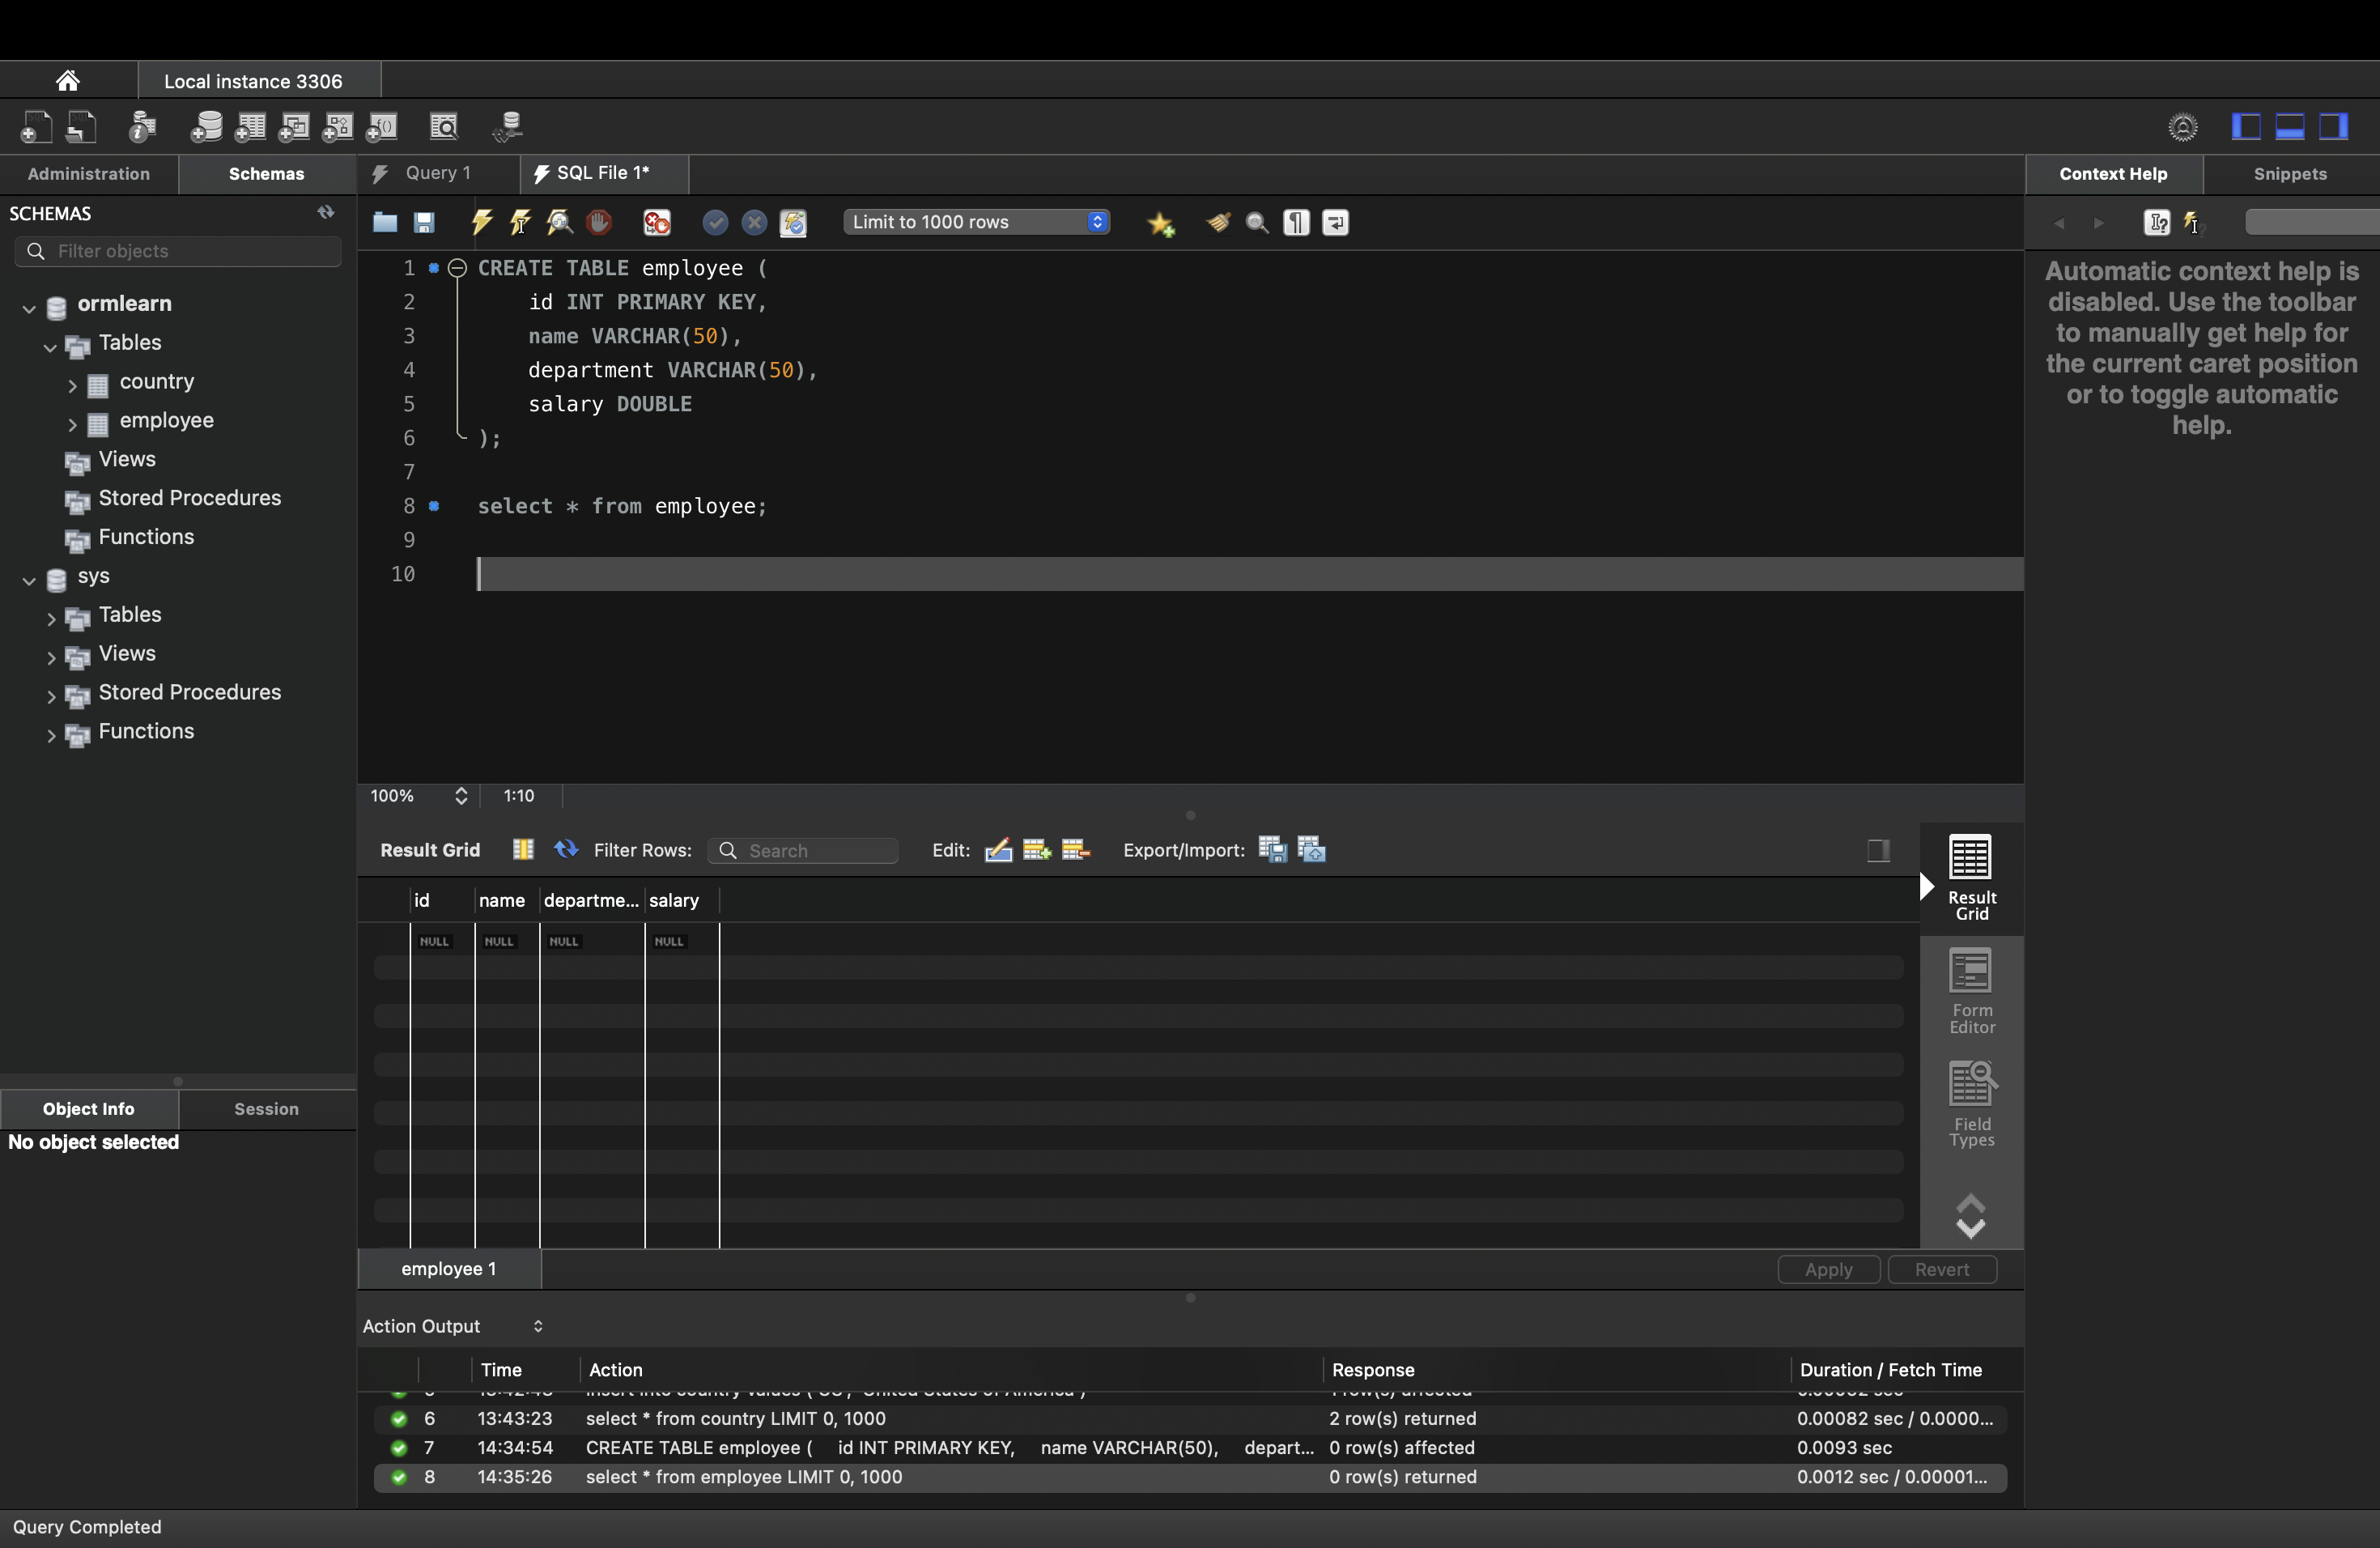 Local instance 3306
Administration
Schemas
Query 1
SQL File 1*
Context Help
Snippets
SCHEMAS
Filter objects
Limit to 1000 rows
ormlearn
Tables
country
employee
Views
Stored Procedures
Functions
sys
Tables
Views
Stored Procedures
Functions
1 CREATE TABLE employee (
2 id INT PRIMARY KEY,
3 name VARCHAR(50),
4 department VARCHAR(50),
5 salary DOUBLE
6 );
7
8 select * from employee;
9
10
Automatic context help is
disabled. Use the toolbar
to manually get help for
the current caret position
or to toggle automatic
help.
100%
1:10
Result Grid
Filter Rows:
Search
Edit:
Export/Import:
id name departme... salary
NULL NULL NULL NULL
Result
Grid
Form
Editor
Field
Types
Object Info
Session
No object selected
employee 1
Apply
Revert
Action Output
Time Action Response Duration / Fetch Time
6 13:43:23 select * from country LIMIT 0, 1000 2 row(s) returned 0.00082 sec / 0.0000...
7 14:34:54 CREATE TABLE employee ( id INT PRIMARY KEY, name VARCHAR(50), depart... 0 row(s) affected 0.0093 sec
8 14:35:26 select * from employee LIMIT 0, 1000 0 row(s) returned 0.0012 sec / 0.00001...
Query Completed